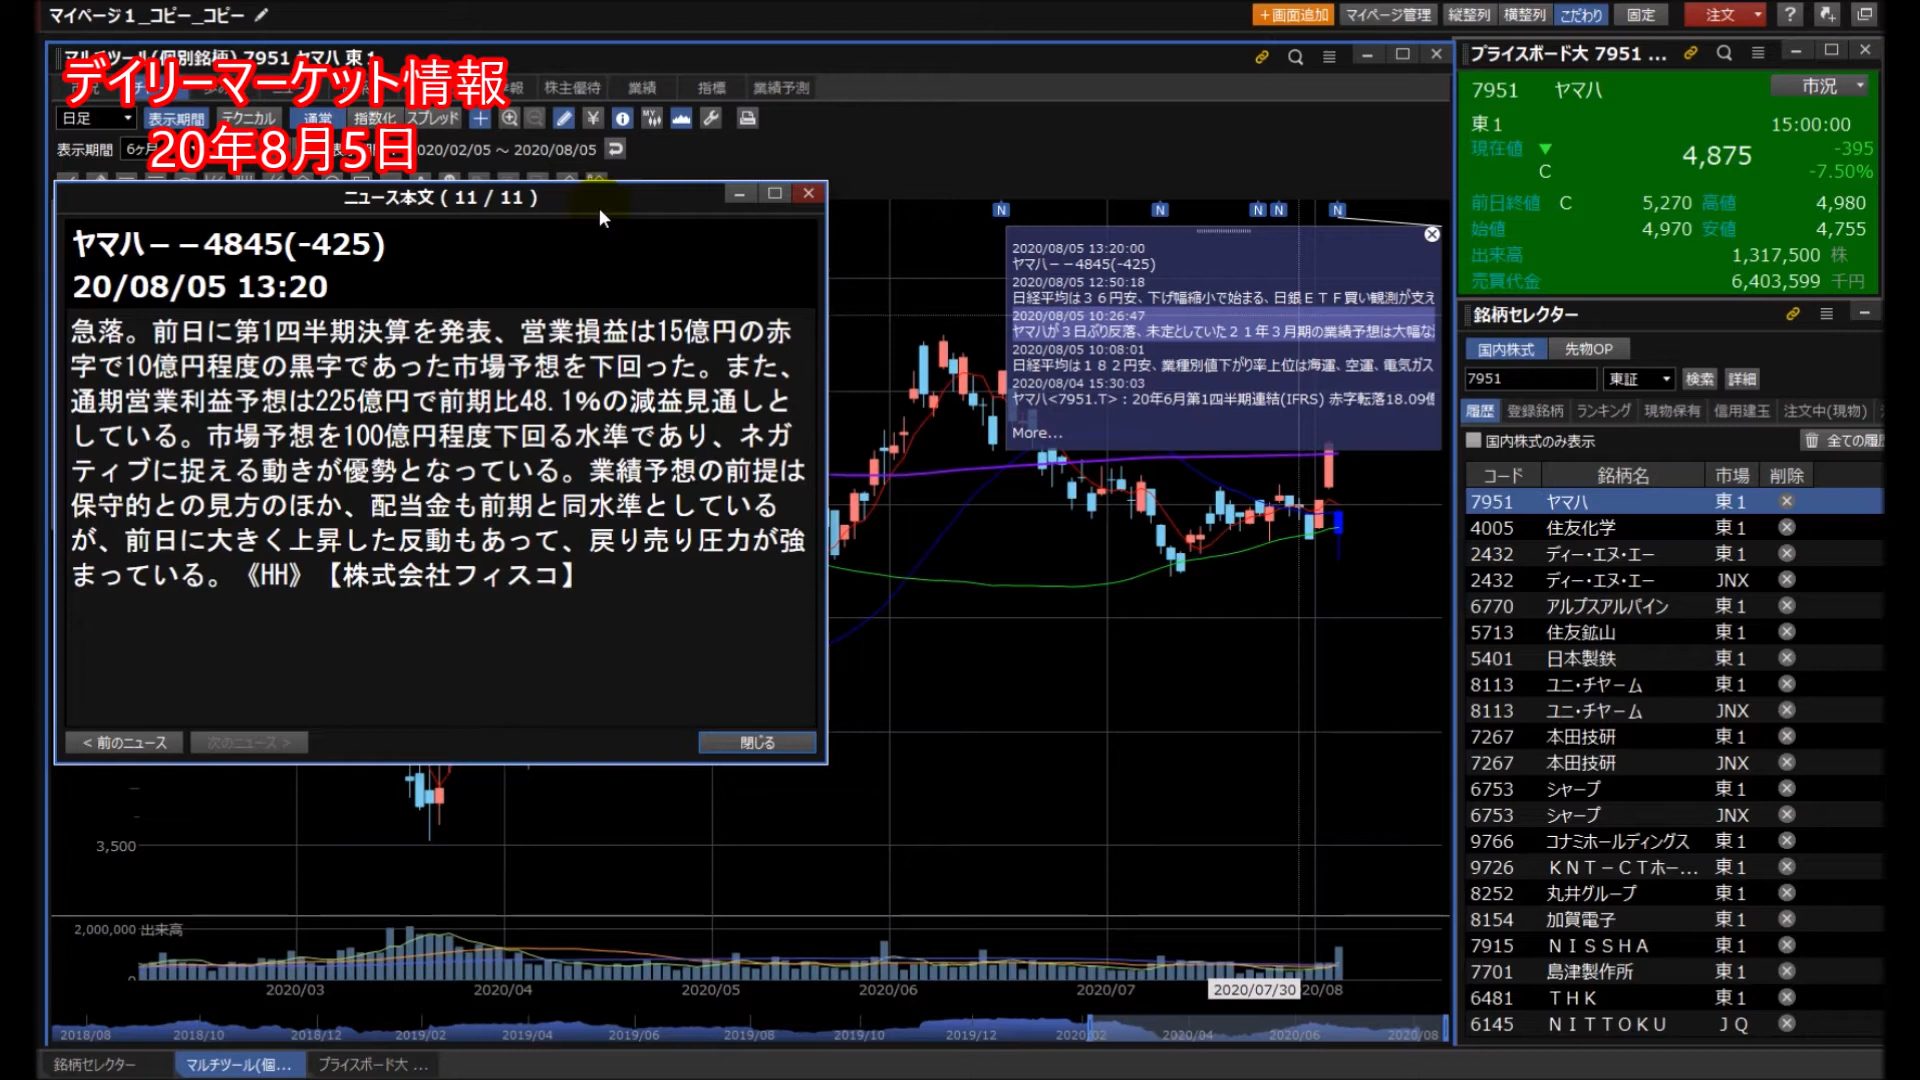 マイページ１_コピー_コピー
＋画面追加
マイページ管理
縦整列
横整列
こだわり
固定
注文
?
マルチツール(個別銘柄) 7951 ヤマハ 東１
デイリーマーケット情報
20年8月5日
株主優待
業績
指標
業績予測
日足
表示期間
テクニカル
通常
指数化
スプレッド
表示期間
6ヶ月
2020/02/05 ～ 2020/08/05
ニュース本文 ( 11 / 11 )
ヤマハ－－4845(-425)
20/08/05 13:20
急落。前日に第1四半期決算を発表、営業損益は15億円の赤
字で10億円程度の黒字であった市場予想を下回った。また、
通期営業利益予想は225億円で前期比48.1%の減益見通しと
している。市場予想を100億円程度下回る水準であり、ネガ
ティブに捉える動きが優勢となっている。業績予想の前提は
保守的との見方のほか、配当金も前期と同水準としている
が、前日に大きく上昇した反動もあって、戻り売り圧力が強
まっている。《HH》【株式会社フィスコ】
< 前のニュース
次のニュース >
閉じる
N N N N N
2020/08/05 13:20:00
ヤマハ－－4845(-425)
2020/08/05 12:50:18
日経平均は３６円安、下げ幅縮小で始まる、日銀ＥＴＦ買い観測が支え
2020/08/05 10:26:47
ヤマハが３日ぶり反落、未定としていた２１年３月期の業績予想は大幅な
2020/08/05 10:08:01
日経平均は１８２円安、業種別値下がり率上位は海運、空運、電気ガス
2020/08/04 15:30:03
ヤマハ<7951.T>：20年6月第1四半期連結(IFRS) 赤字転落18.09億
More...
3,500
2,000,000 出来高
0
2020/03
2020/04
2020/05
2020/06
2020/07
2020/07/30
20/08
2018/08
2018/10
2018/12
2019/02
2019/04
2019/06
2019/08
2019/10
2019/12
2020/02
2020/04
2020/06
2020/08
銘柄セレクター
マルチツール(個...
プライスボード大 ...
プライスボード大 7951 ...
7951 ヤマハ
市況
東１
15:00:00
現在値 ▼ 4,875 -395
C -7.50%
前日終値 C 5,270 高値 4,980
始値 4,970 安値 4,755
出来高 1,317,500 株
売買代金 6,403,599 千円
銘柄セレクター
国内株式
先物OP
7951
東証
検索
詳細
履歴
登録銘柄
ランキング
現物保有
信用建玉
注文中(現物)
国内株式のみ表示
全ての履
コード 銘柄名 市場 削除
7951 ヤマハ 東１
4005 住友化学 東１
2432 ディー・エヌ・エー 東１
2432 ディー・エヌ・エー JNX
6770 アルプスアルパイン 東１
5713 住友鉱山 東１
5401 日本製鉄 東１
8113 ユニ・チャーム 東１
8113 ユニ・チャーム JNX
7267 本田技研 東１
7267 本田技研 JNX
6753 シャープ 東１
6753 シャープ JNX
9766 コナミホールディングス 東１
9726 ＫＮＴ－ＣＴホー... 東１
8252 丸井グループ 東１
8154 加賀電子 東１
7915 ＮＩＳＳＨＡ 東１
7701 島津製作所 東１
6481 ＴＨＫ 東１
6145 ＮＩＴＴＯＫＵ ＪＱ